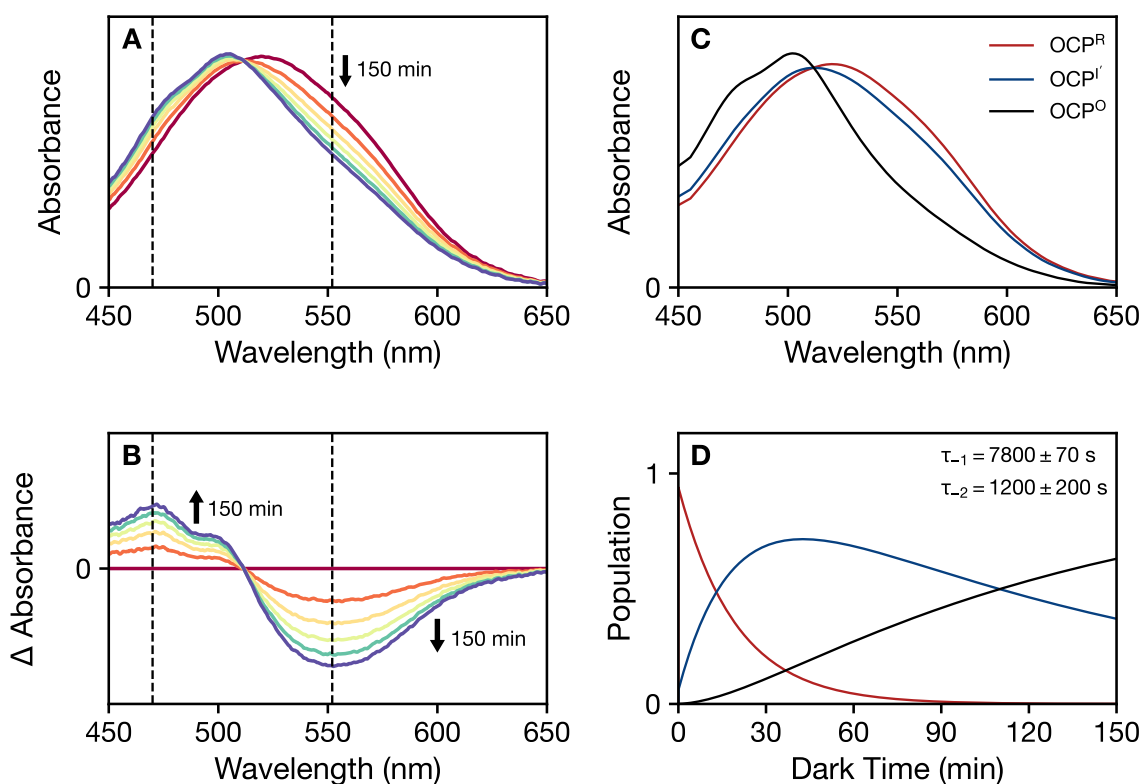 A
150 min
Absorbance
0
450 500 550 600 650
Wavelength (nm)
C
OCPᴿ
OCPᴵ′
OCPᴼ
Absorbance
0
450 500 550 600 650
Wavelength (nm)
B
150 min
150 min
Δ Absorbance
0
450 500 550 600 650
Wavelength (nm)
D
τ₋₁ = 7800 ± 70 s
τ₋₂ = 1200 ± 200 s
Population
1
0
0 30 60 90 120 150
Dark Time (min)